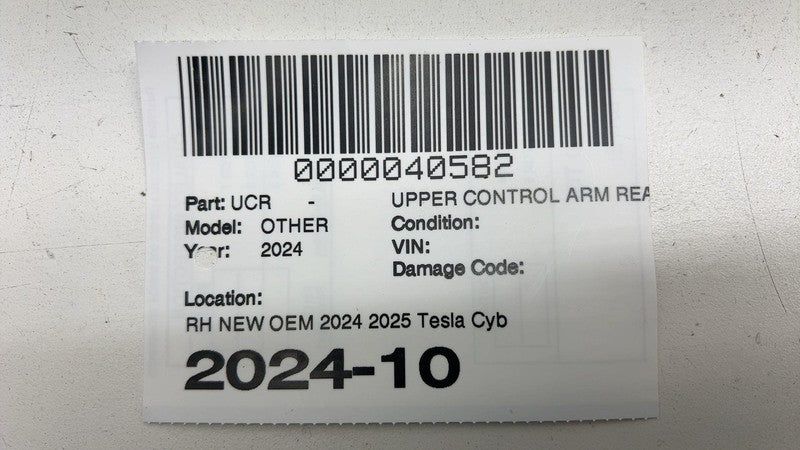 0000040582
Part: UCR - UPPER CONTROL ARM REA
Model: OTHER Condition:
Year: 2024 VIN:
Damage Code:
Location:
RH NEW OEM 2024 2025 Tesla Cyb
2024-10